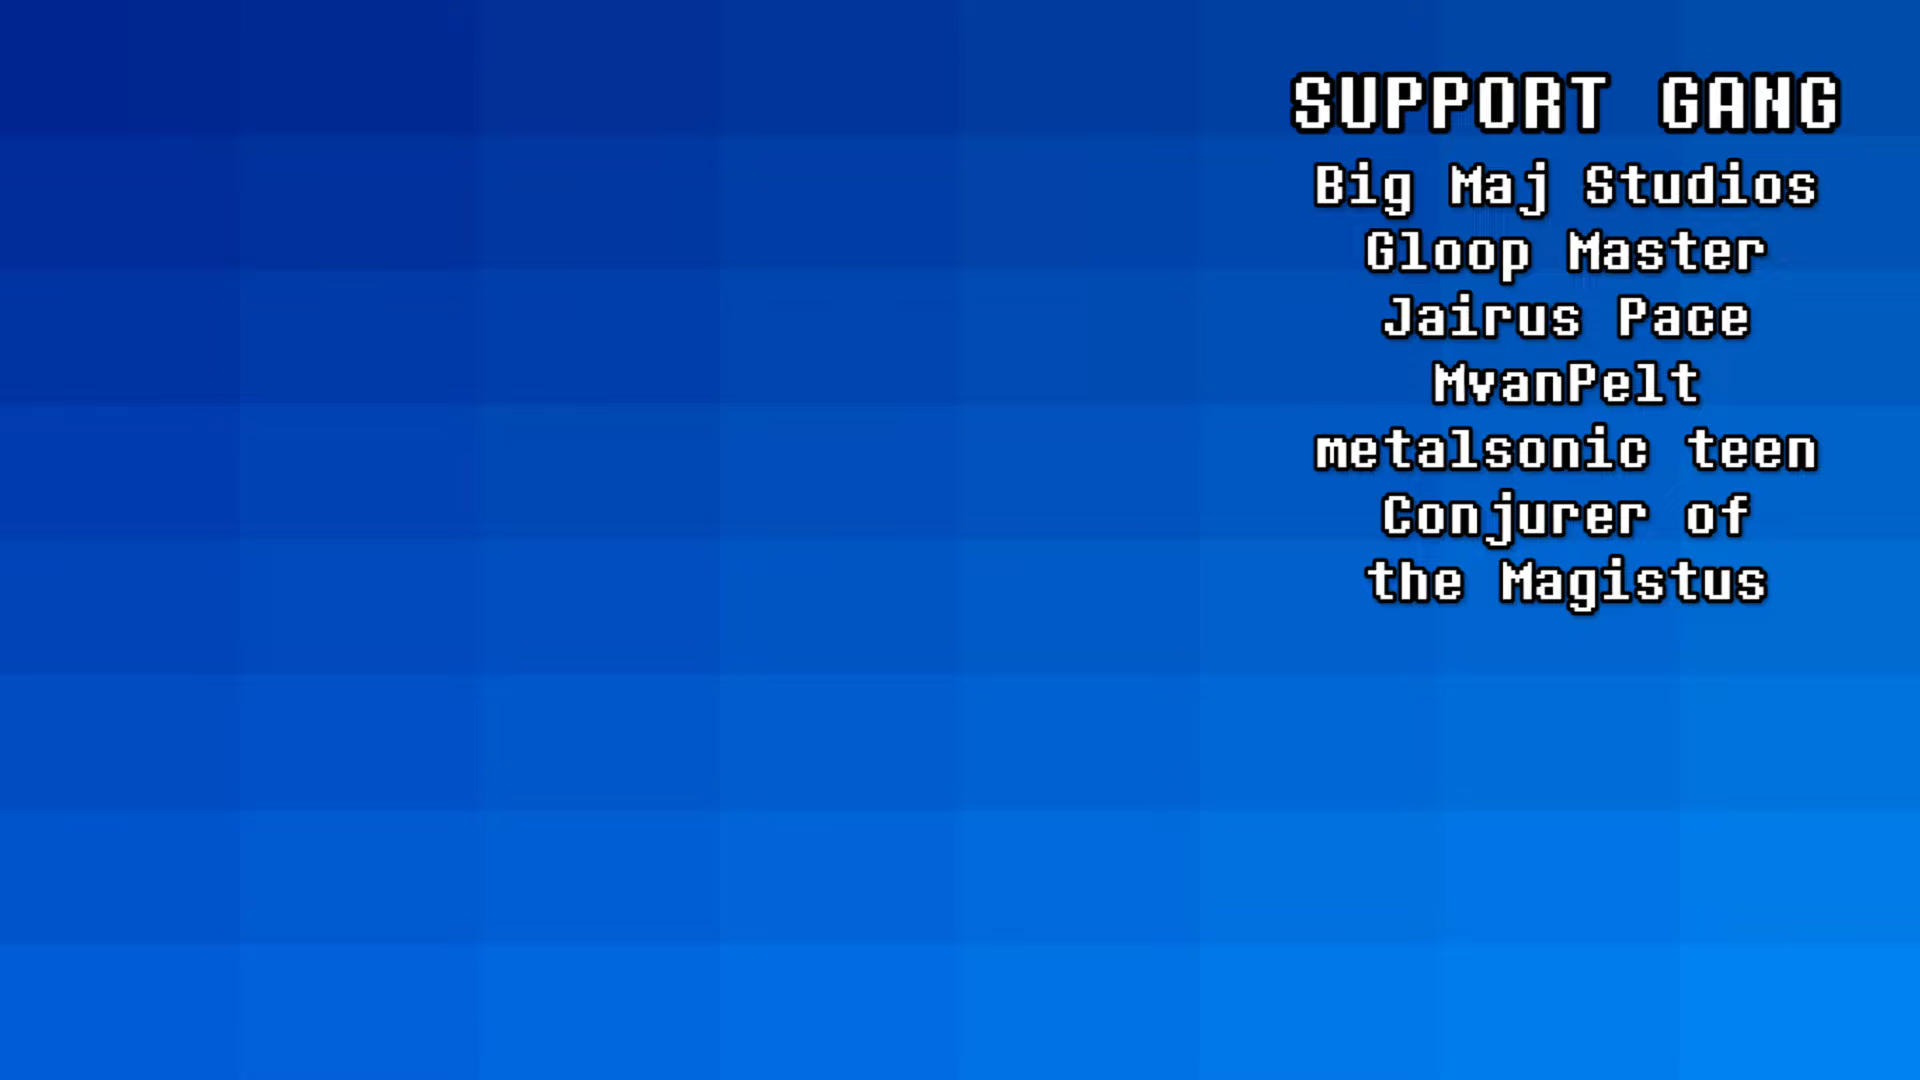 SUPPORT GANG
Big Maj Studios
Gloop Master
Jairus Pace
MvanPelt
metalsonic teen
Conjurer of
the Magistus